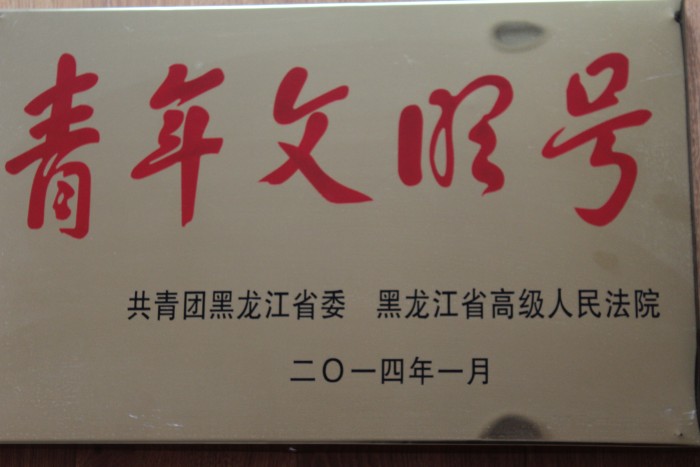 青年文明号
共青团黑龙江省委 黑龙江省高级人民法院
二〇一四年一月